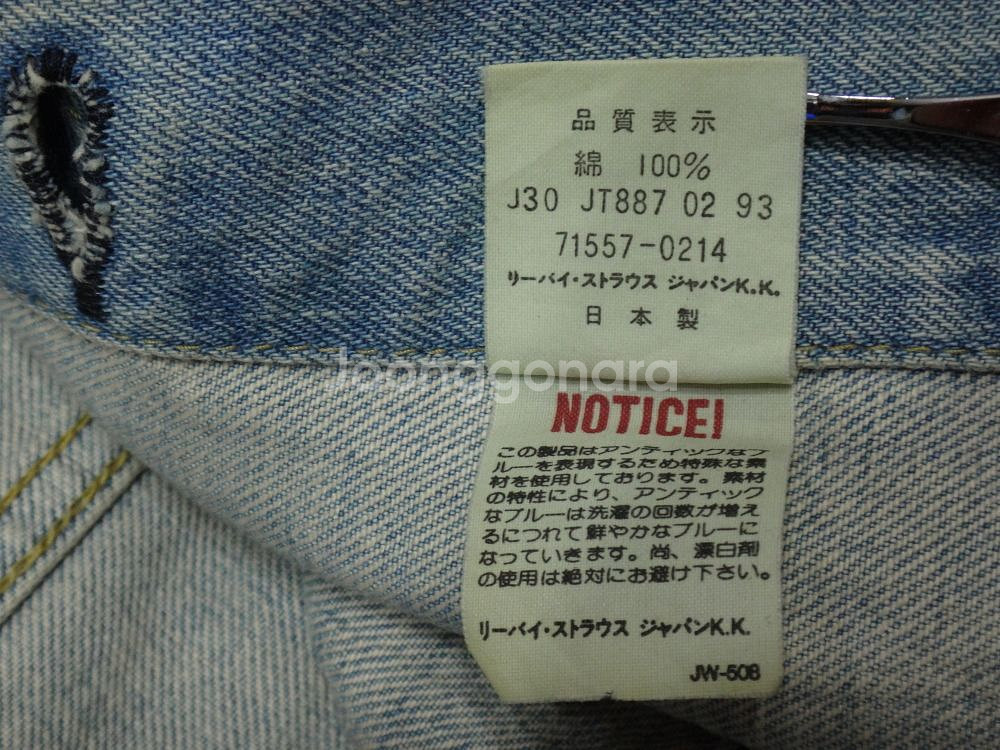 品質表示
綿 100%
J30 JT887 02 93
71557-0214
リーバイ・ストラウス ジャパンK.K.
日本製
Joonggonara
NOTICE!
この製品はアンティックなブ
ルーを表現するため特殊な素
材を使用しております。素材
の特性により、アンティック
なブルーは洗濯の回数が増え
るにつれて鮮やかなブルーに
なっていきます。尚、漂白剤
の使用は絶対にお避け下さい。
リーバイ・ストラウス ジャパンK.K.
JW-508